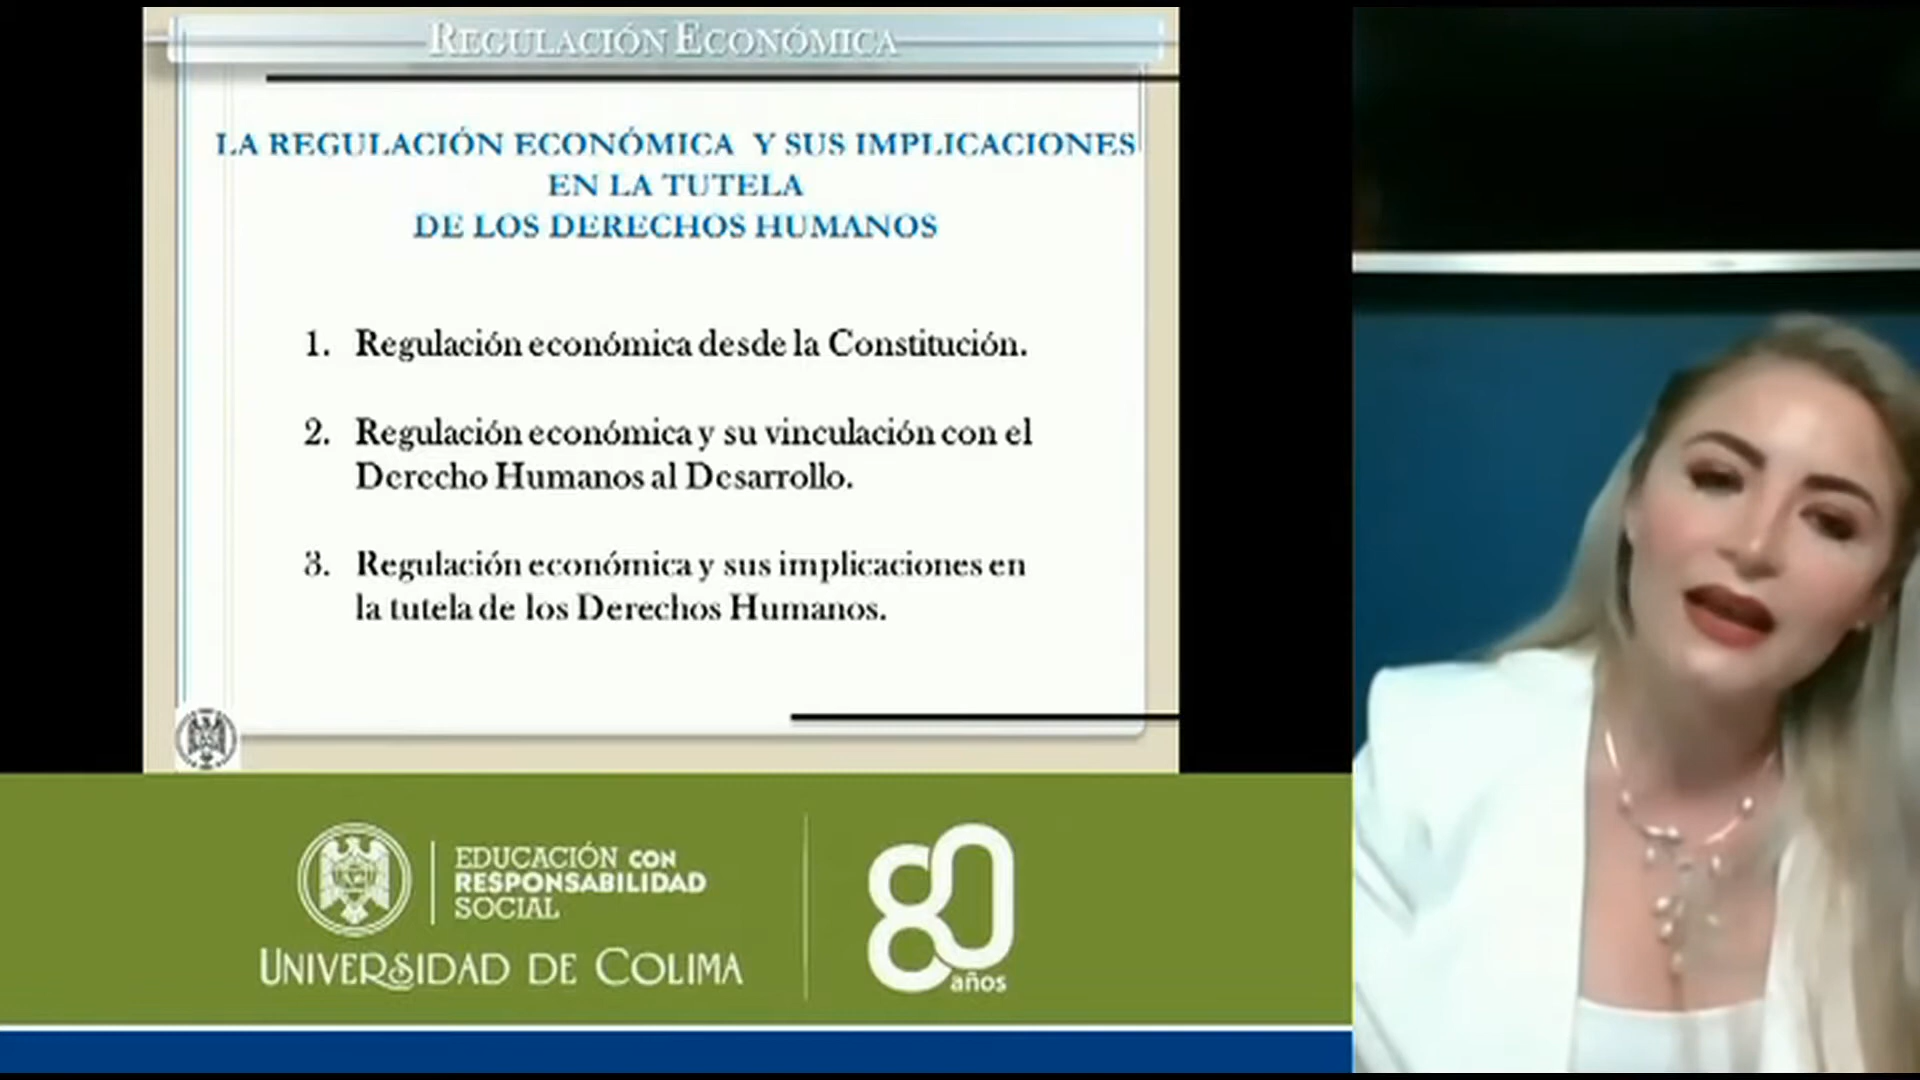 REGULACIÓN ECONÓMICA
LA REGULACIÓN ECONÓMICA Y SUS IMPLICACIONES
EN LA TUTELA
DE LOS DERECHOS HUMANOS
1. Regulación económica desde la Constitución.
2. Regulación económica y su vinculación con el
Derecho Humanos al Desarrollo.
3. Regulación económica y sus implicaciones en
la tutela de los Derechos Humanos.
EDUCACIÓN CON
RESPONSABILIDAD
SOCIAL
UNIVERSIDAD DE COLIMA
80
años